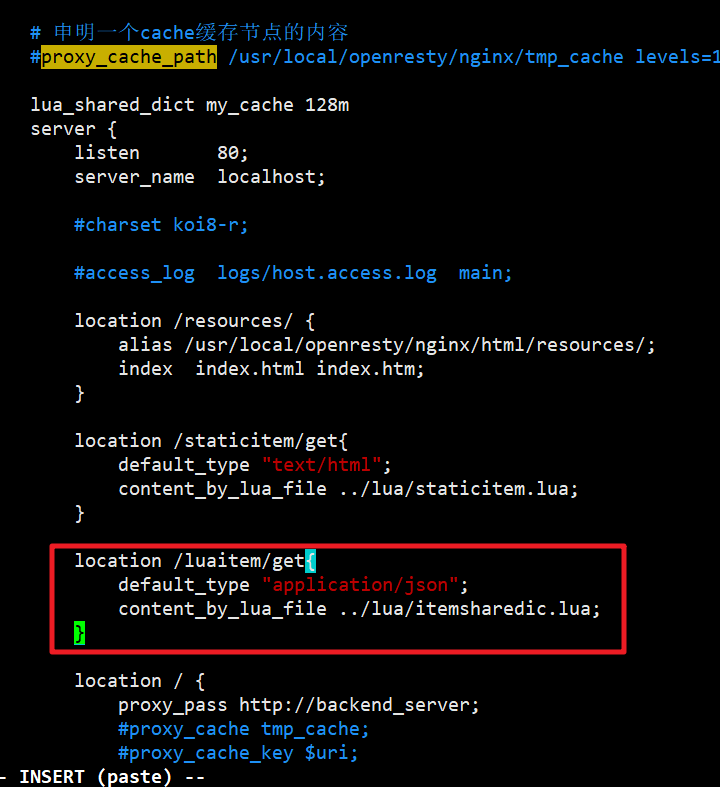 # 申明一个cache缓存节点的内容
#proxy_cache_path /usr/local/openresty/nginx/tmp_cache levels=1
lua_shared_dict my_cache 128m
server {
listen 80;
server_name localhost;
#charset koi8-r;
#access_log logs/host.access.log main;
location /resources/ {
alias /usr/local/openresty/nginx/html/resources/;
index index.html index.htm;
}
location /staticitem/get{
default_type "text/html";
content_by_lua_file ../lua/staticitem.lua;
}
location /luaitem/get{
default_type "application/json";
content_by_lua_file ../lua/itemsharedic.lua;
}
location / {
proxy_pass http://backend_server;
#proxy_cache tmp_cache;
#proxy_cache_key $uri;
- INSERT (paste) --